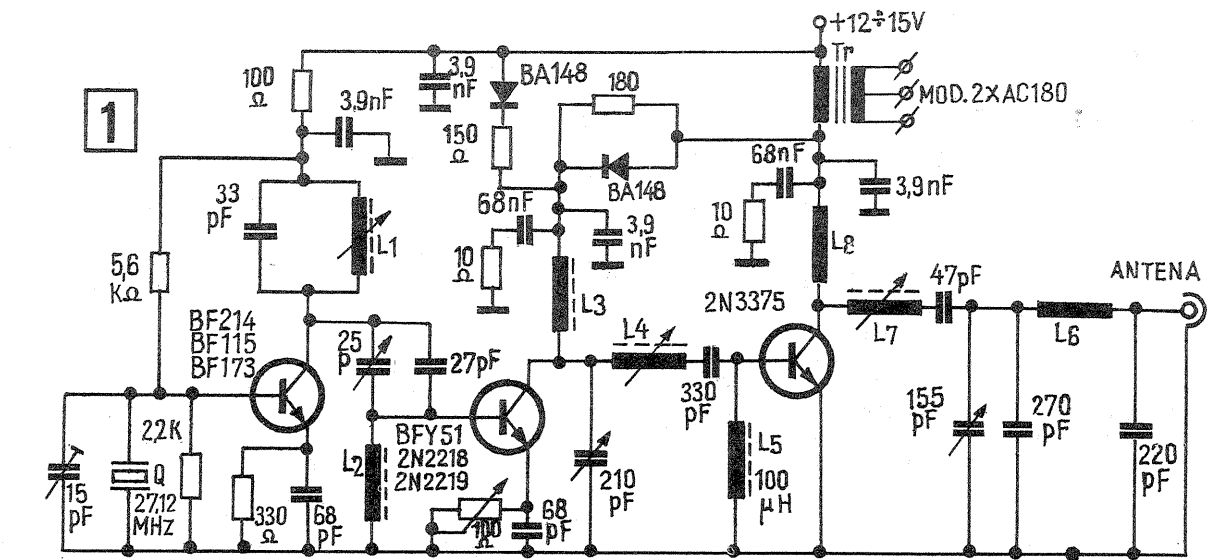 +12÷15V
Tr
MOD. 2XAC180
1
100
Ω
3,9nF
3,9
nF
BA148
180
150
Ω
BA148
68nF
3,9nF
33
pF
L1
68nF
3,9
nF
10
Ω
10
Ω
L8
5,6
KΩ
L3
2N3375
47pF
ANTENA
BF214
BF115
BF173
25
P
27pF
L4
L7
L6
330
pF
155
pF
270
pF
220
pF
2,2K
15
pF
Q
27,12
MHz
330
Ω
68
pF
L2
BFY51
2N2218
2N2219
100
Ω
68
pF
210
pF
L5
100
μH